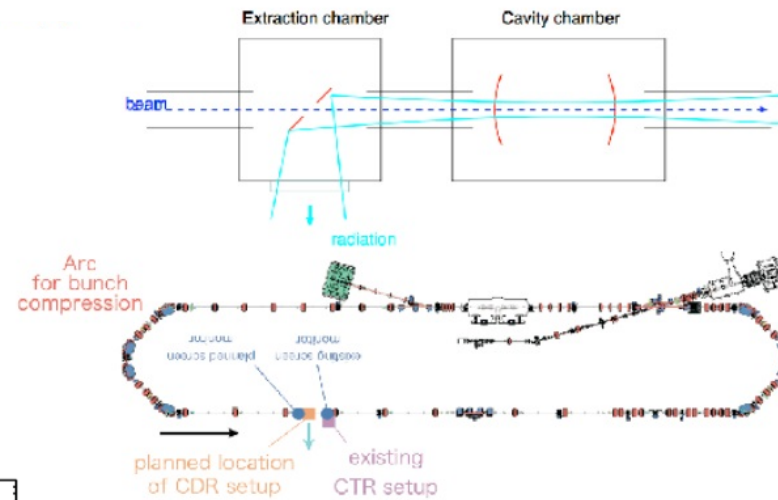 Extraction chamber
Cavity chamber
beam
radiation
Arc
for bunch
compression
planned screen
monitor
existing screen
monitor
planned location
of CDR setup
existing
CTR setup